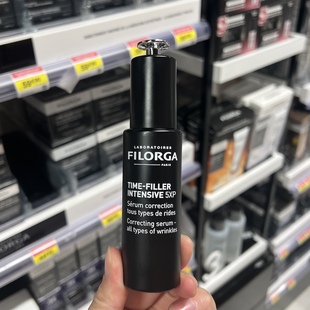 LABORATOIRES
FILORGA
PARIS
TIME-FILLER
INTENSIVE 5XP
Sérum correction
tous types de rides
Correcting serum -
all types of wrinkles
FILORGA